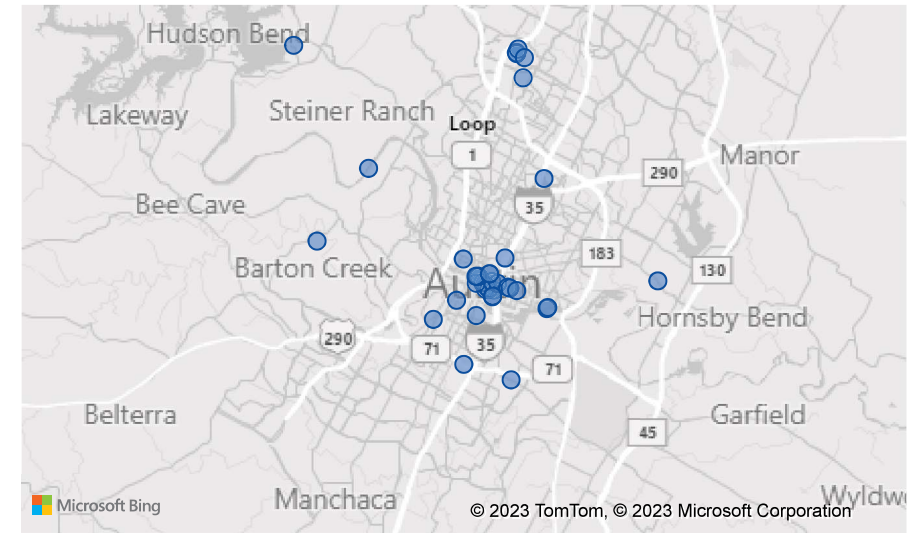 Hudson Bend
Lakeway
Steiner Ranch
Loop
1
290
Manor
35
Bee Cave
183
130
Barton Creek
Austin
Hornsby Bend
290
71
35
71
Belterra
Garfield
45
Manchaca
Microsoft Bing
© 2023 TomTom, © 2023 Microsoft Corporation